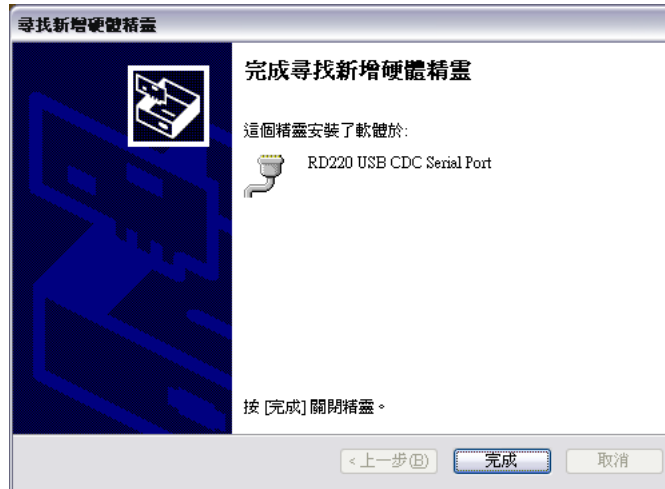 尋找新增硬體精靈
完成尋找新增硬體精靈
這個精靈安裝了軟體於:
RD220 USB CDC Serial Port
按 [完成] 關閉精靈。
<上一步(B)
完成
取消